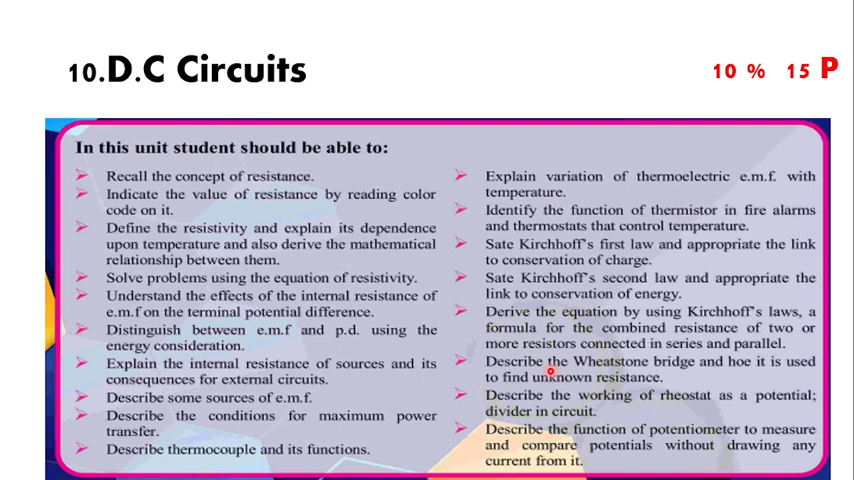 10.D.C Circuits
10 % 15 P
In this unit student should be able to:
Recall the concept of resistance.
Indicate the value of resistance by reading color
code on it.
Define the resistivity and explain its dependence
upon temperature and also derive the mathematical
relationship between them.
Solve problems using the equation of resistivity.
Understand the effects of the internal resistance of
e.m.f on the terminal potential difference.
Distinguish between e.m.f and p.d. using the
energy consideration.
Explain the internal resistance of sources and its
consequences for external circuits.
Describe some sources of e.m.f.
Describe the conditions for maximum power
transfer.
Describe thermocouple and its functions.
Explain variation of thermoelectric e.m.f. with
temperature.
Identify the function of thermistor in fire alarms
and thermostats that control temperature.
Sate Kirchhoff's first law and appropriate the link
to conservation of charge.
Sate Kirchhoff's second law and appropriate the
link to conservation of energy.
Derive the equation by using Kirchhoff's laws, a
formula for the combined resistance of two or
more resistors connected in series and parallel.
Describe the Wheatstone bridge and hoe it is used
to find unknown resistance.
Describe the working of rheostat as a potential;
divider in circuit.
Describe the function of potentiometer to measure
and compare potentials without drawing any
current from it.